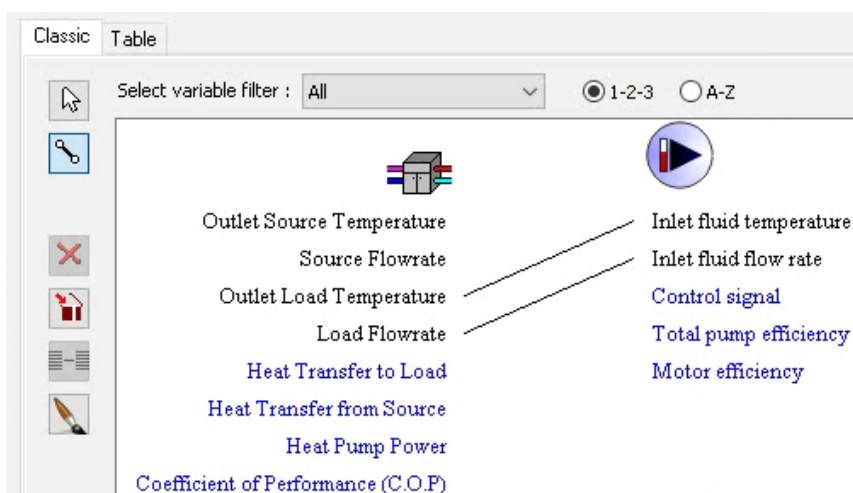 Classic Table
Select variable filter : All 1-2-3 A-Z
Outlet Source Temperature Inlet fluid temperature
Source Flowrate Inlet fluid flow rate
Outlet Load Temperature Control signal
Load Flowrate Total pump efficiency
Heat Transfer to Load Motor efficiency
Heat Transfer from Source
Heat Pump Power
Coefficient of Performance (C.O.P)